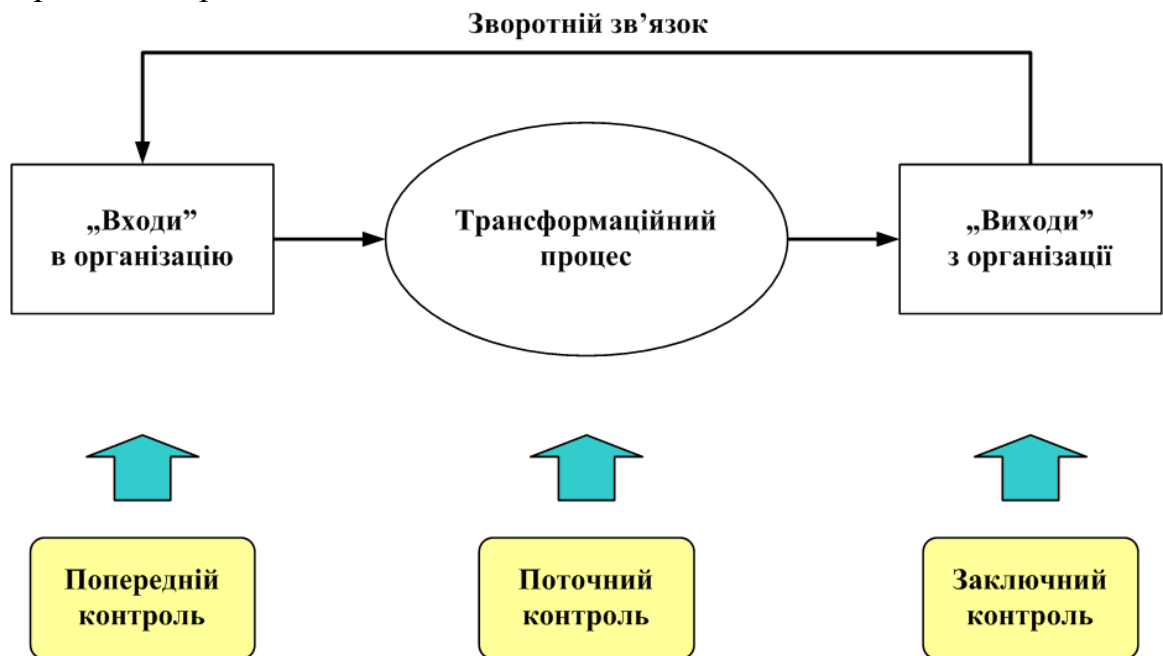 Зворотній зв’язок
„Входи”
в організацію
Трансформаційний
процес
„Виходи”
з організації
Попередній
контроль
Поточний
контроль
Заключний
контроль